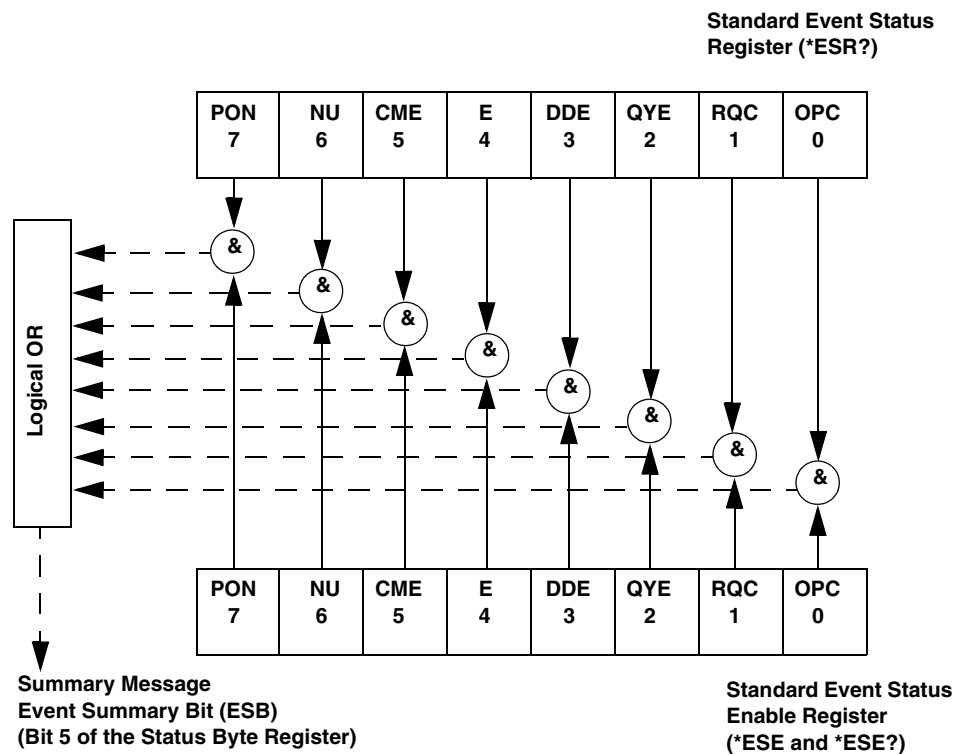 Standard Event Status
Register (*ESR?)
PON NU CME E DDE QYE RQC OPC
7 6 5 4 3 2 1 0
&
&
&
&
&
&
&
&
Logical OR
PON NU CME E DDE QYE RQC OPC
7 6 5 4 3 2 1 0
Summary Message
Event Summary Bit (ESB)
(Bit 5 of the Status Byte Register)
Standard Event Status
Enable Register
(*ESE and *ESE?)